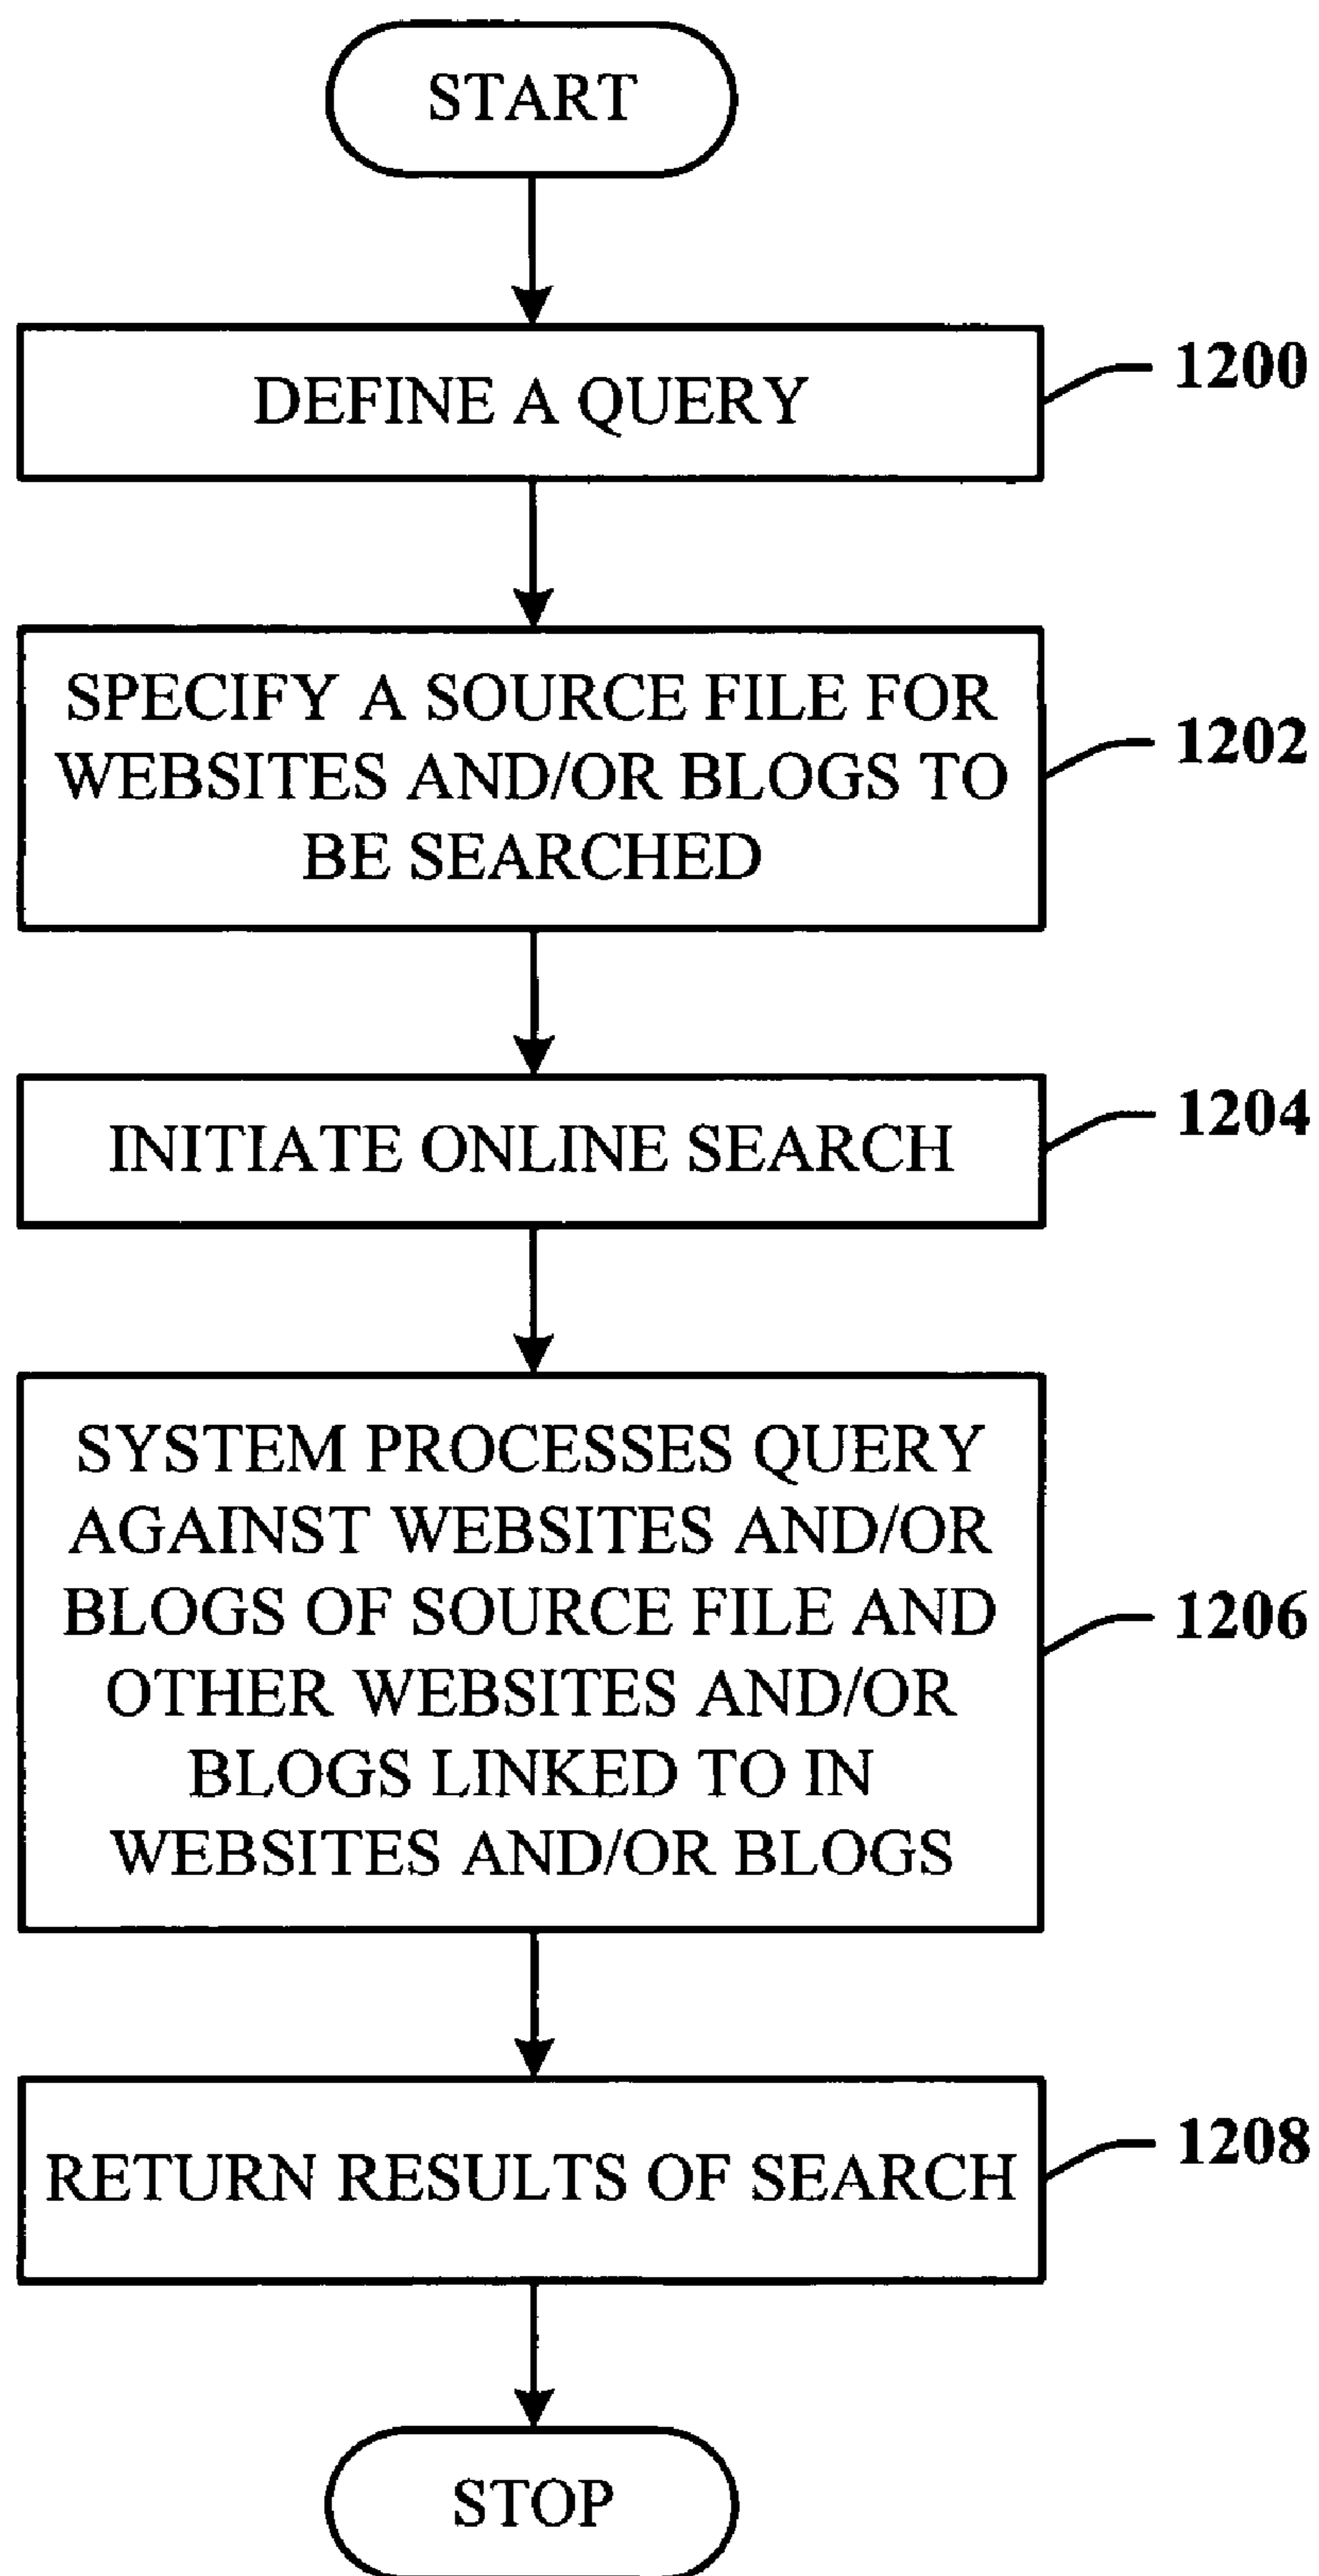 START
DEFINE A QUERY
1200
SPECIFY A SOURCE FILE FOR
WEBSITES AND/OR BLOGS TO
BE SEARCHED
1202
INITIATE ONLINE SEARCH
1204
SYSTEM PROCESSES QUERY
AGAINST WEBSITES AND/OR
BLOGS OF SOURCE FILE AND
OTHER WEBSITES AND/OR
BLOGS LINKED TO IN
WEBSITES AND/OR BLOGS
1206
RETURN RESULTS OF SEARCH
1208
STOP